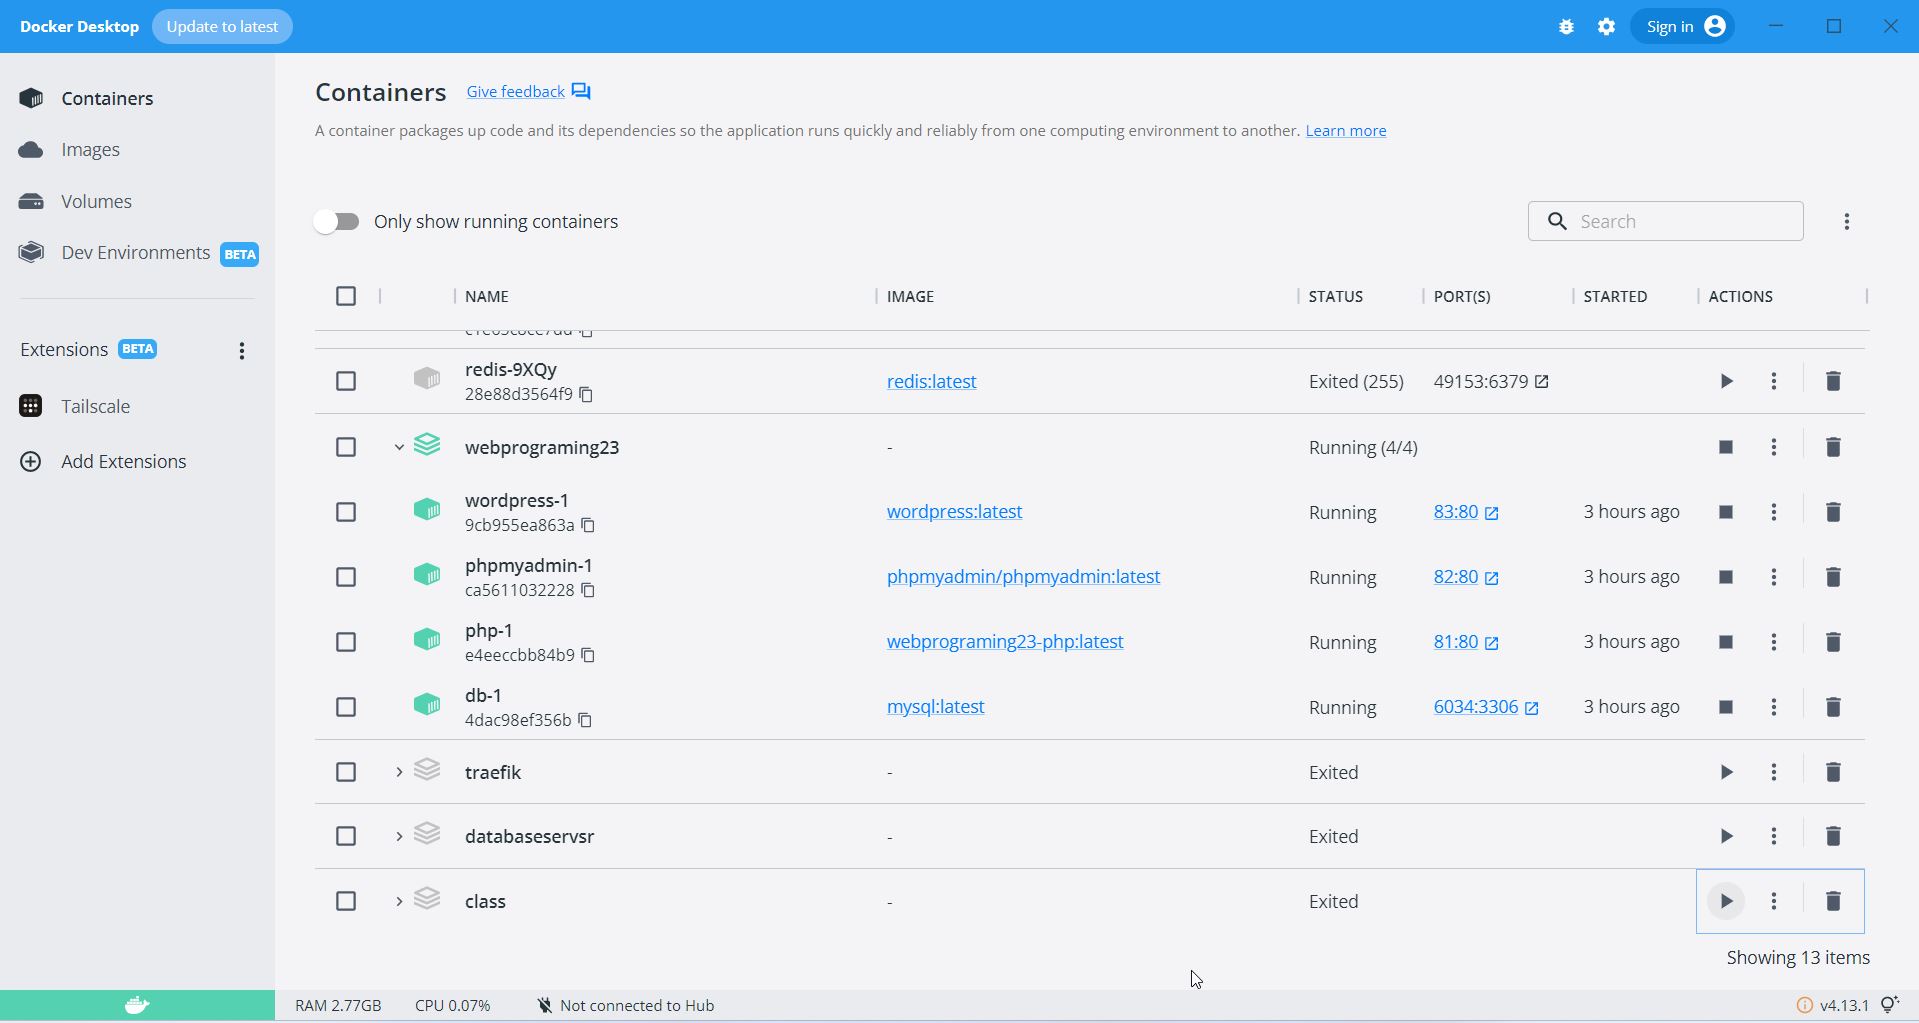 Docker Desktop Update to latest Sign in
Containers
Images
Volumes
Dev Environments BETA
Extensions BETA
Tailscale
Add Extensions
Containers Give feedback
A container packages up code and its dependencies so the application runs quickly and reliably from one computing environment to another. Learn more
Only show running containers Search
NAME IMAGE STATUS PORT(S) STARTED ACTIONS
redis-9XQy
28e88d3564f9 redis:latest Exited (255) 49153:6379
webprograming23 - Running (4/4)
wordpress-1
9cb955ea863a wordpress:latest Running 83:80 3 hours ago
phpmyadmin-1
ca5611032228 phpmyadmin/phpmyadmin:latest Running 82:80 3 hours ago
php-1
e4eeccbb84b9 webprograming23-php:latest Running 81:80 3 hours ago
db-1
4dac98ef356b mysql:latest Running 6034:3306 3 hours ago
traefik - Exited
databaseservsr - Exited
class - Exited
Showing 13 items
RAM 2.77GB CPU 0.07% Not connected to Hub v4.13.1